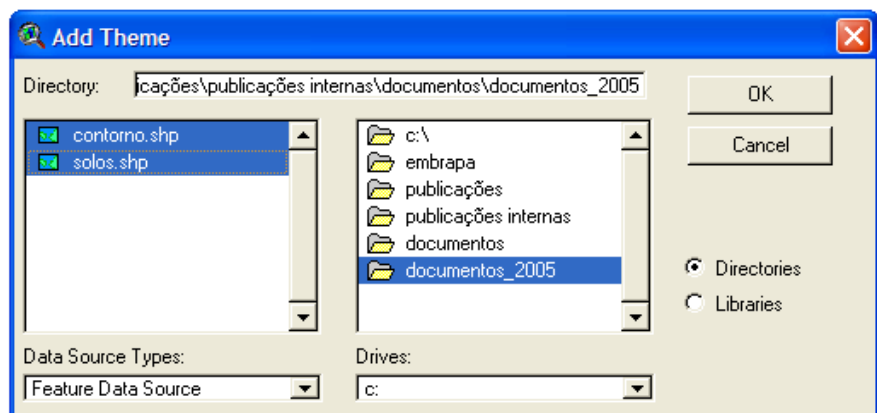 Add Theme
Directory: icações\publicações internas\documentos\documentos_2005
OK
Cancel
contorno.shp
solos.shp
c:\
embrapa
publicações
publicações internas
documentos
documentos_2005
Directories
Libraries
Data Source Types:
Feature Data Source
Drives:
c: